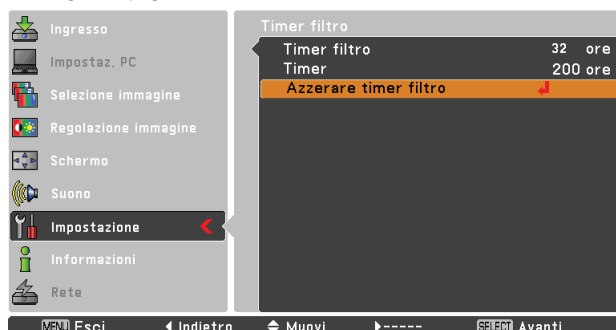 Ingresso
Impostaz. PC
Selezione immagine
Regolazione immagine
Schermo
Suono
Impostazione
Informazioni
Rete
Timer filtro
Timer filtro 32 ore
Timer 200 ore
Azzerare timer filtro
MENU Esci Indietro Muovi ----- SELECT Avanti